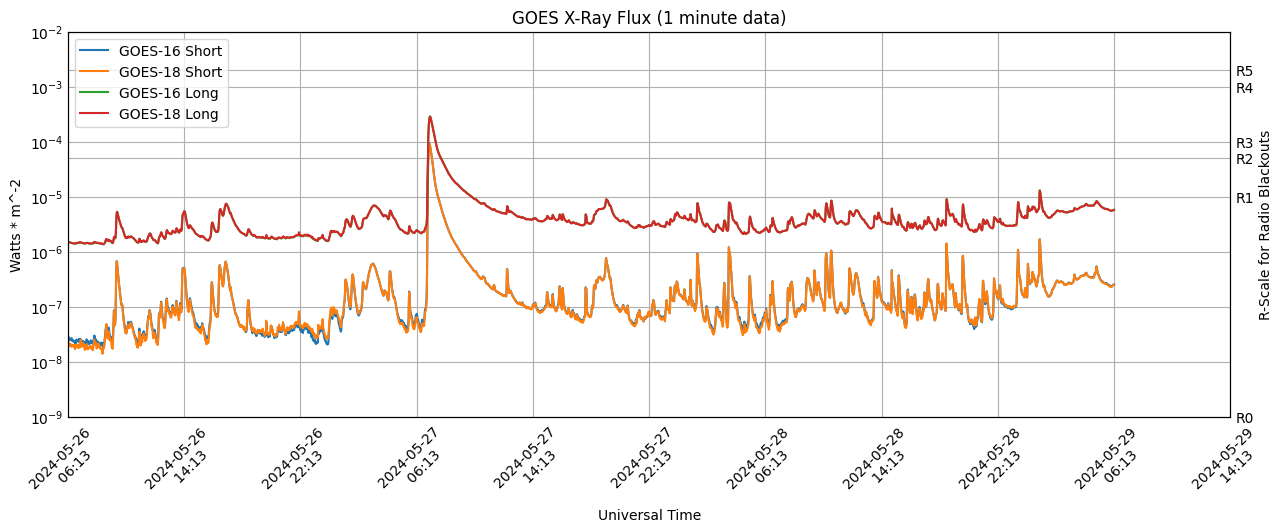 GOES X-Ray Flux (1 minute data)
GOES-16 Short
GOES-18 Short
GOES-16 Long
GOES-18 Long
Watts * m^-2
10⁻²
10⁻³
10⁻⁴
10⁻⁵
10⁻⁶
10⁻⁷
10⁻⁸
10⁻⁹
R5
R4
R3
R2
R1
R0
R-Scale for Radio Blackouts
2024-05-26
06:13
2024-05-26
14:13
2024-05-26
22:13
2024-05-27
06:13
2024-05-27
14:13
2024-05-27
22:13
2024-05-28
06:13
2024-05-28
14:13
2024-05-28
22:13
2024-05-29
06:13
2024-05-29
14:13
Universal Time